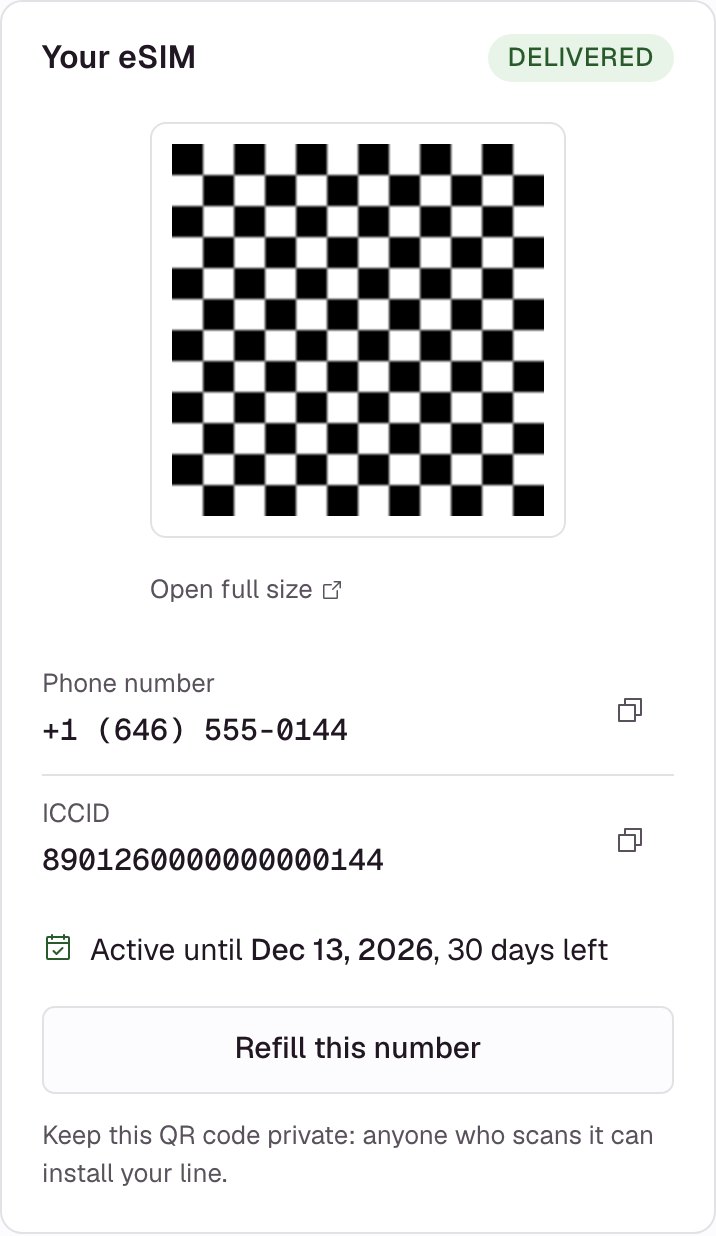 Your eSIM
DELIVERED
Open full size
Phone number
+1 (646) 555-0144
ICCID
8901260000000000144
Active until Dec 13, 2026, 30 days left
Refill this number
Keep this QR code private: anyone who scans it can
install your line.